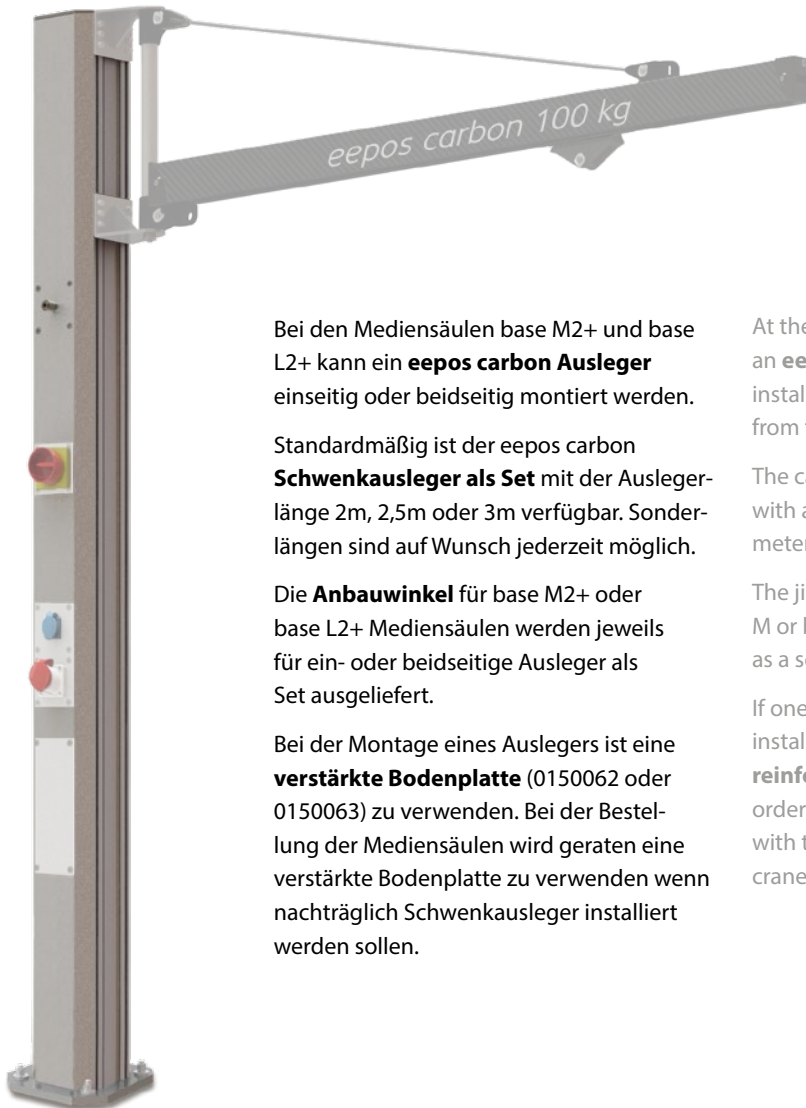 eepos carbon 100 kg
Bei den Mediensäulen base M2+ und base
L2+ kann ein eepos carbon Ausleger
einseitig oder beidseitig montiert werden.
Standardmäßig ist der eepos carbon
Schwenkausleger als Set mit der Ausleger-
länge 2m, 2,5m oder 3m verfügbar. Sonder-
längen sind auf Wunsch jederzeit möglich.
Die Anbauwinkel für base M2+ oder
base L2+ Mediensäulen werden jeweils
für ein- oder beidseitige Ausleger als
Set ausgeliefert.
Bei der Montage eines Auslegers ist eine
verstärkte Bodenplatte (0150062 oder
0150063) zu verwenden. Bei der Bestel-
lung der Mediensäulen wird geraten eine
verstärkte Bodenplatte zu verwenden wenn
nachträglich Schwenkausleger installiert
werden sollen.
At the
an
instal
from
The
with
meter
The
M or
as a
If one
instal
order
with
crane